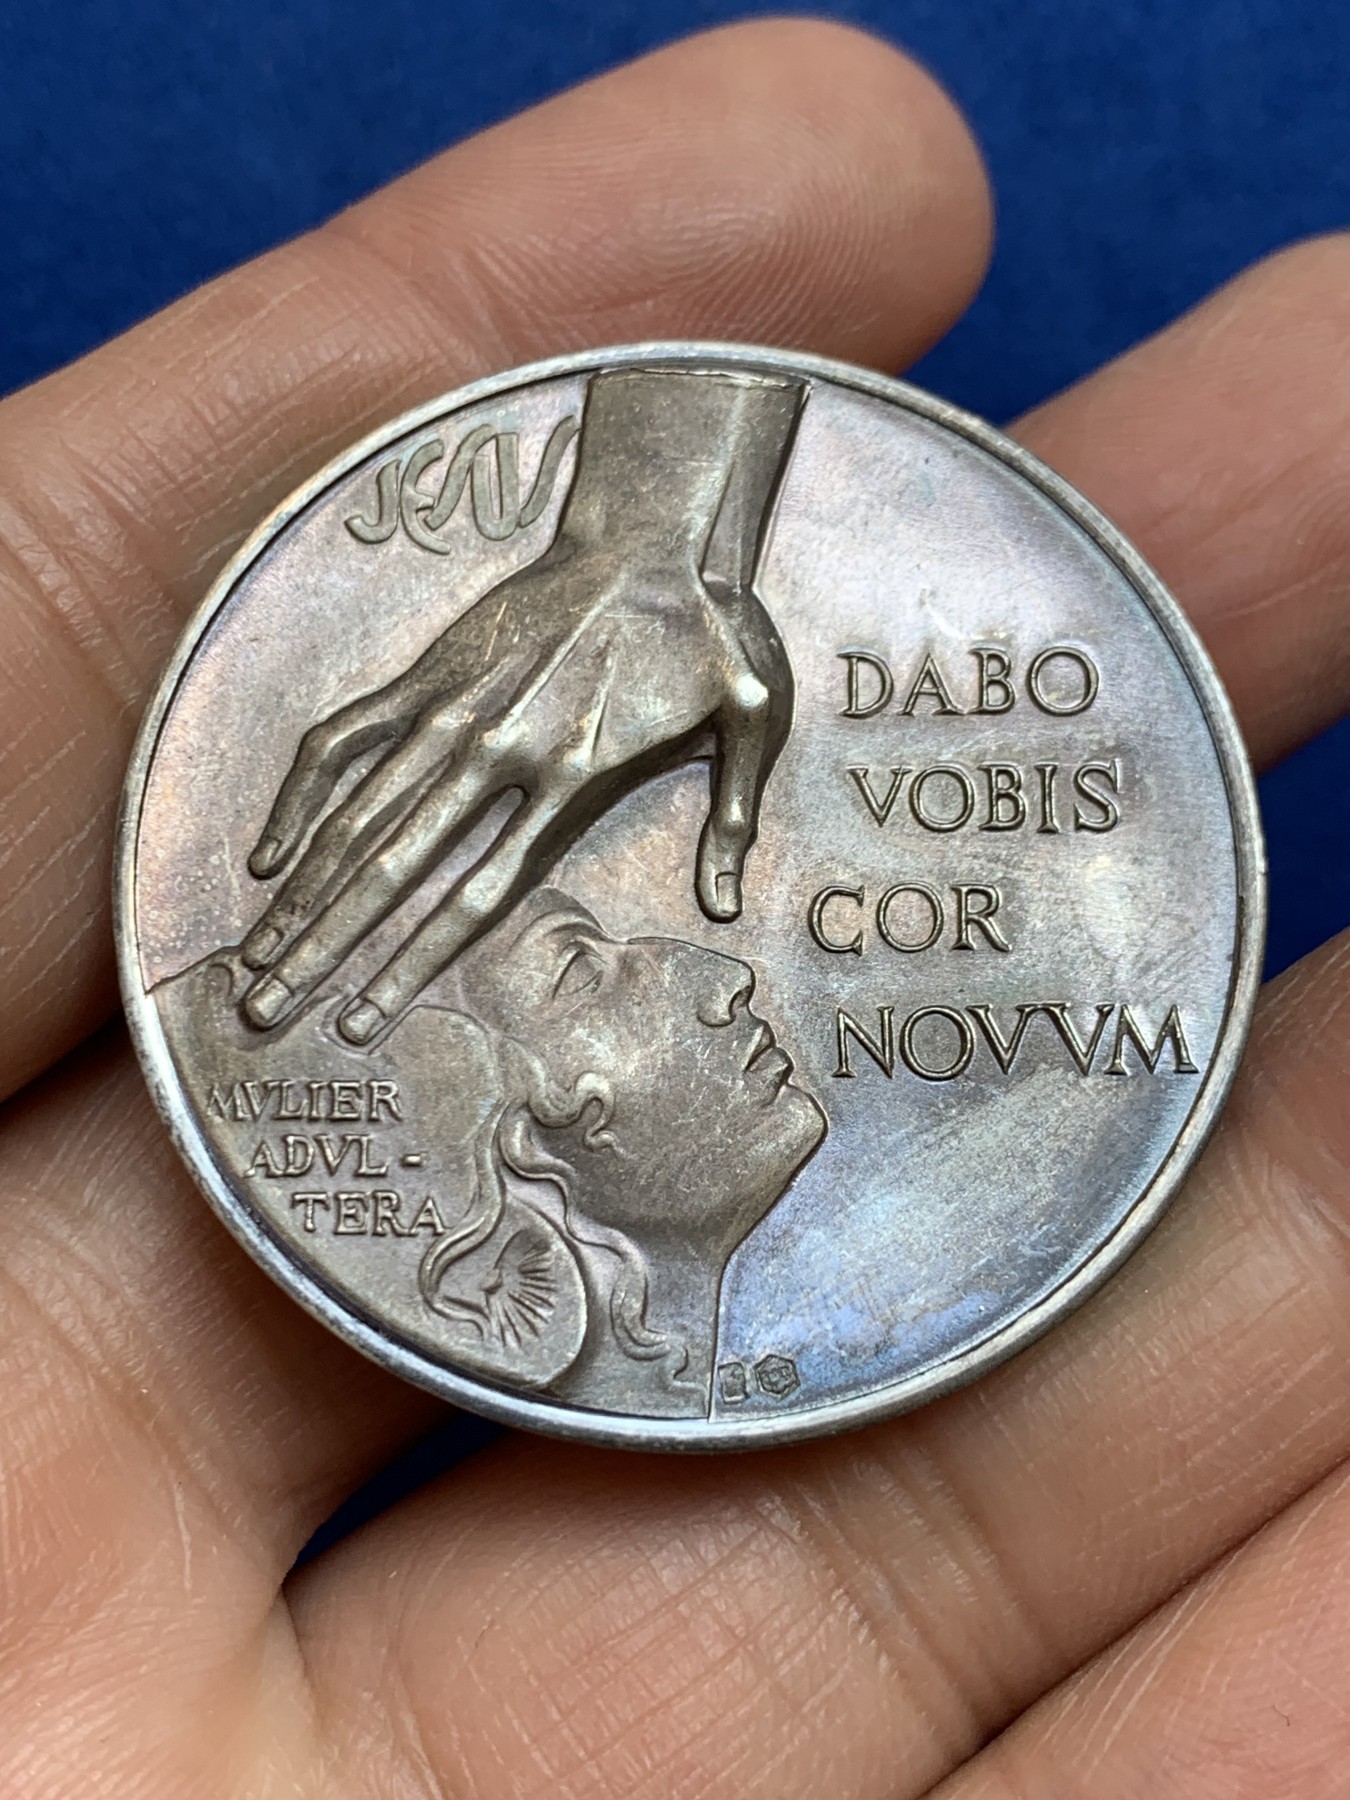 JESUS
DABO
VOBIS
COR
NOVVM
MVLIER
ADVL-
TERA